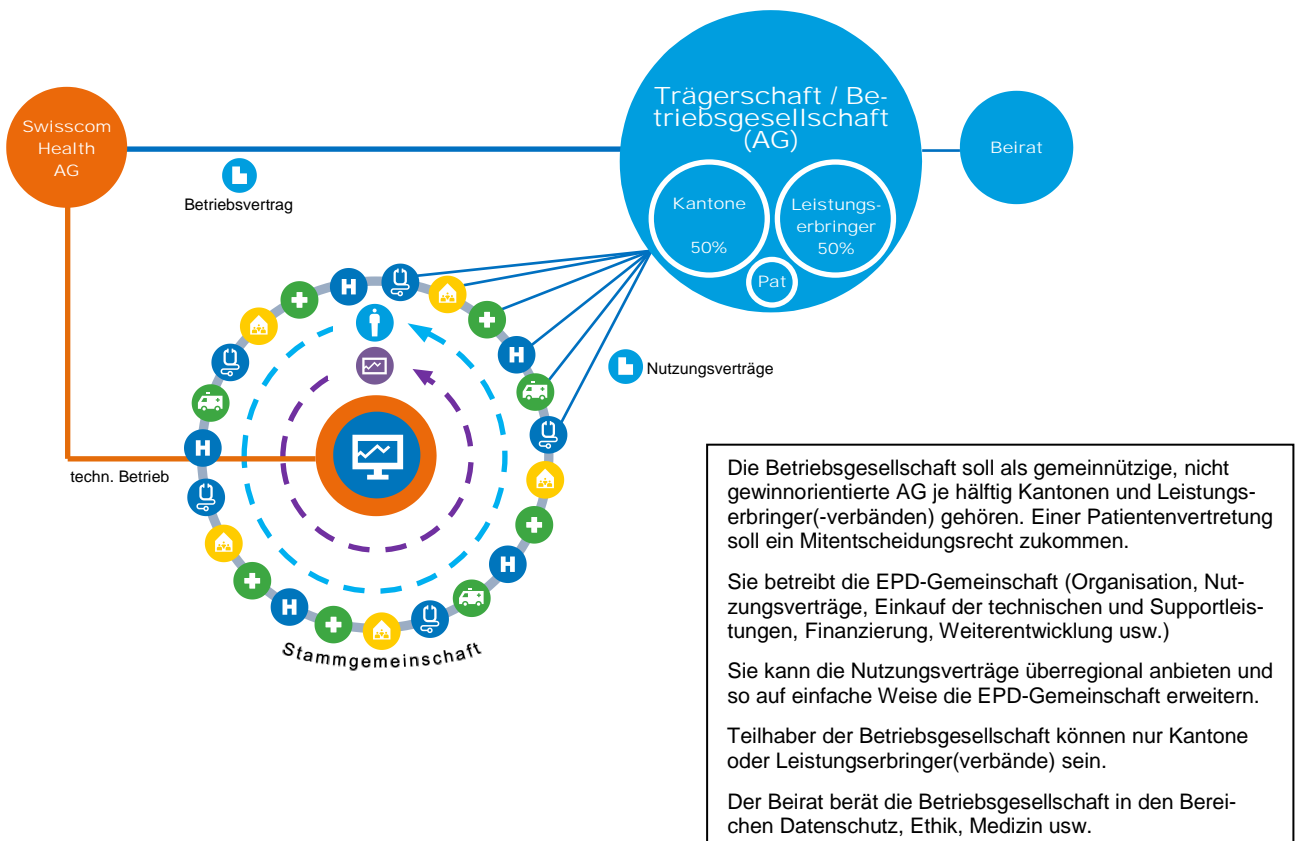 Trägerschaft / Be-
triebsgesellschaft
(AG)
Swisscom
Health
AG
Beirat
Betriebsvertrag
Kantone
50%
Leistungs-
erbringer
50%
Pat
H
H
Nutzungsverträge
H
techn. Betrieb
H
H
Stammgemeinschaft
Die Betriebsgesellschaft soll als gemeinnützige, nicht
gewinnorientierte AG je hälftig Kantonen und Leistungs-
erbringer(-verbänden) gehören. Einer Patientenvertretung
soll ein Mitentscheidungsrecht zukommen.
Sie betreibt die EPD-Gemeinschaft (Organisation, Nut-
zungsverträge, Einkauf der technischen und Supportleis-
tungen, Finanzierung, Weiterentwicklung usw.)
Sie kann die Nutzungsverträge überregional anbieten und
so auf einfache Weise die EPD-Gemeinschaft erweitern.
Teilhaber der Betriebsgesellschaft können nur Kantone
oder Leistungserbringer(verbände) sein.
Der Beirat berät die Betriebsgesellschaft in den Berei-
chen Datenschutz, Ethik, Medizin usw.